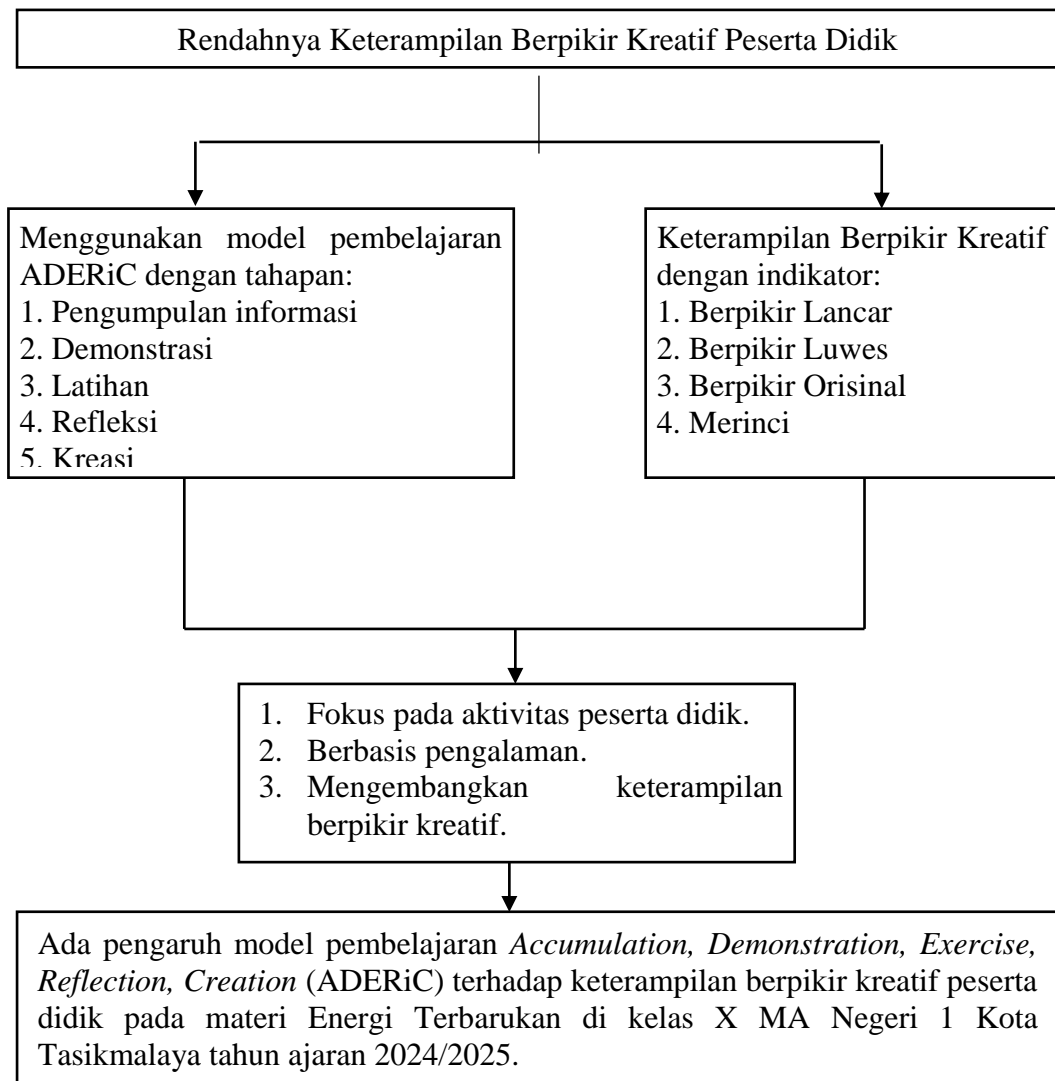 Rendahnya Keterampilan Berpikir Kreatif Peserta Didik
Menggunakan model pembelajaran
ADERiC dengan tahapan:
1. Pengumpulan informasi
2. Demonstrasi
3. Latihan
4. Refleksi
5. Kreasi
Keterampilan Berpikir Kreatif
dengan indikator:
1. Berpikir Lancar
2. Berpikir Luwes
3. Berpikir Orisinal
4. Merinci
1. Fokus pada aktivitas peserta didik.
2. Berbasis pengalaman.
3. Mengembangkan keterampilan
berpikir kreatif.
Ada pengaruh model pembelajaran Accumulation, Demonstration, Exercise,
Reflection, Creation (ADERiC) terhadap keterampilan berpikir kreatif peserta
didik pada materi Energi Terbarukan di kelas X MA Negeri 1 Kota
Tasikmalaya tahun ajaran 2024/2025.